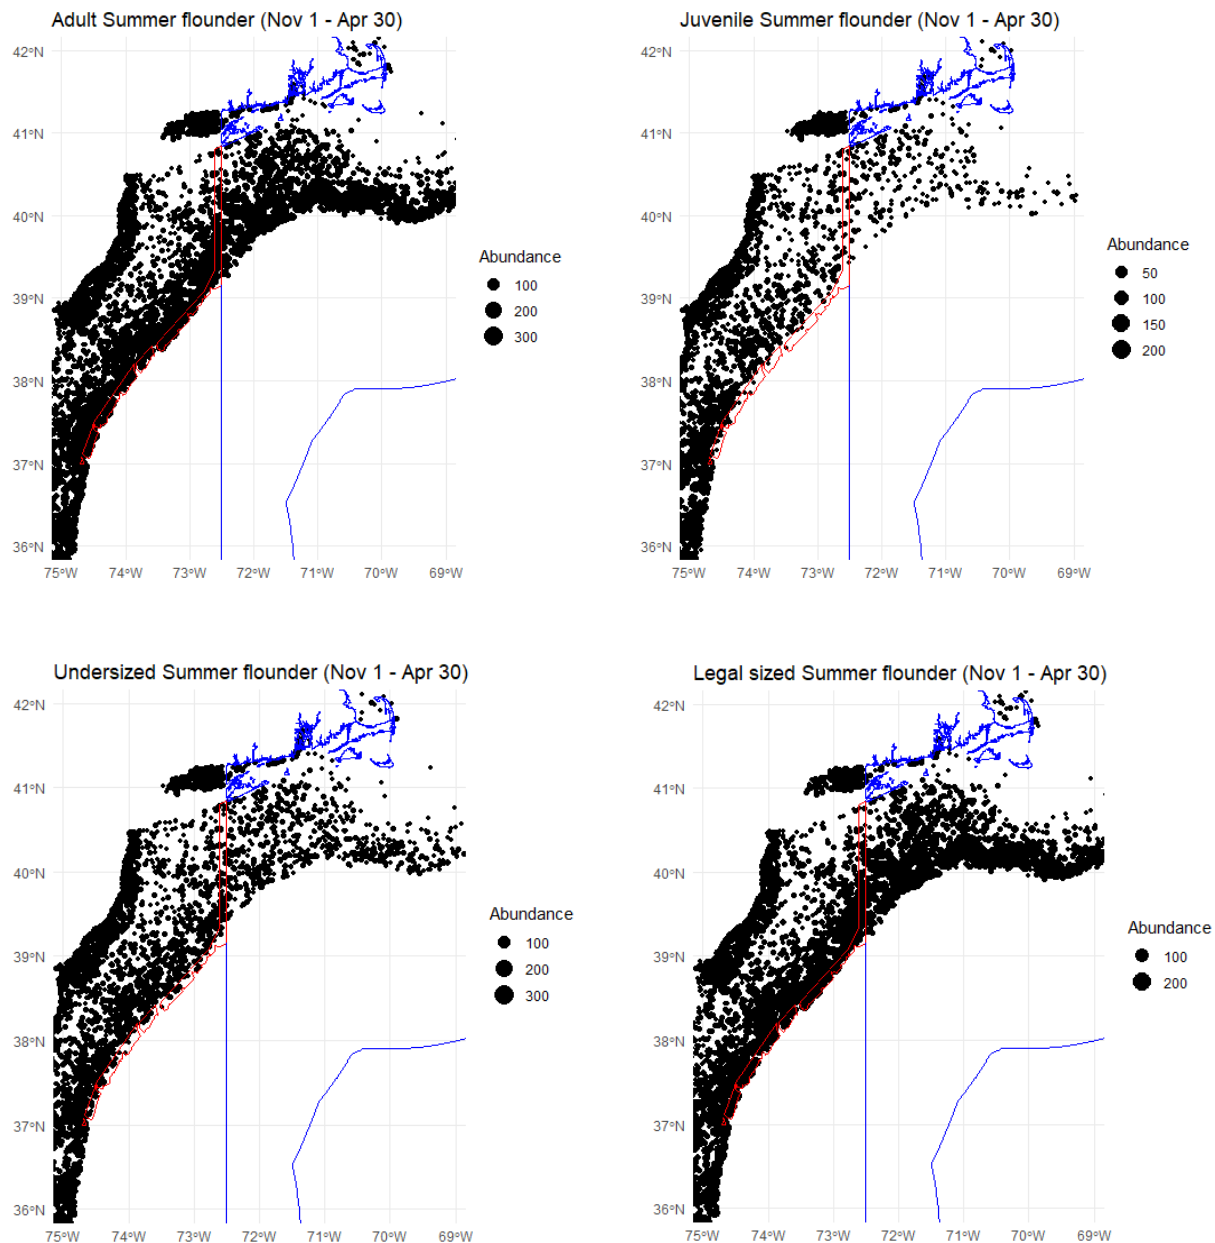 Adult Summer flounder (Nov 1 - Apr 30)
42°N
41°N
40°N
39°N
38°N
37°N
36°N
75°W 74°W 73°W 72°W 71°W 70°W 69°W
Abundance
100
200
300
Juvenile Summer flounder (Nov 1 - Apr 30)
42°N
41°N
40°N
39°N
38°N
37°N
36°N
75°W 74°W 73°W 72°W 71°W 70°W 69°W
Abundance
50
100
150
200
Undersized Summer flounder (Nov 1 - Apr 30)
42°N
41°N
40°N
39°N
38°N
37°N
36°N
75°W 74°W 73°W 72°W 71°W 70°W 69°W
Abundance
100
200
300
Legal sized Summer flounder (Nov 1 - Apr 30)
42°N
41°N
40°N
39°N
38°N
37°N
36°N
75°W 74°W 73°W 72°W 71°W 70°W 69°W
Abundance
100
200